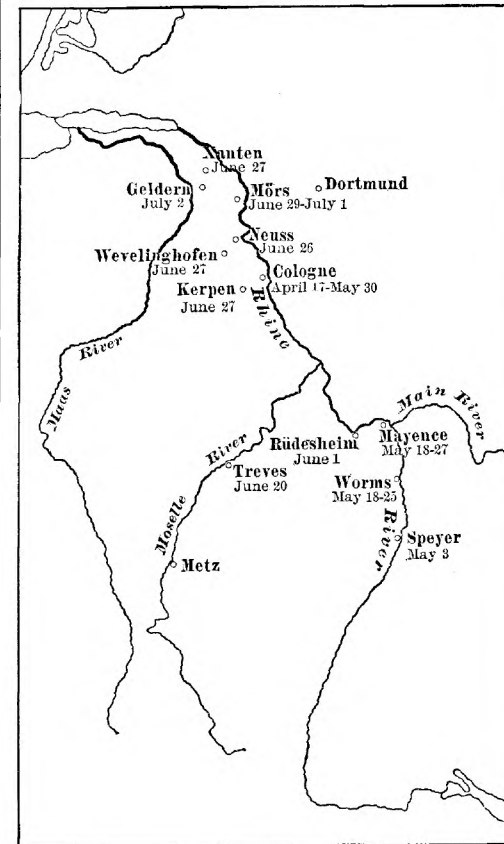 Xanten
June 27
Geldern
July 2
Mörs
June 29-July 1
Dortmund
Neuss
June 26
Wevelinghofen
June 27
Cologne
April 17-May 30
Kerpen
June 27
Rhine
River
Maas
Main River
River
Moselle
Rüdesheim
June 1
Mayence
May 18-27
Treves
June 20
Worms
May 18-25
River
Speyer
May 3
Metz